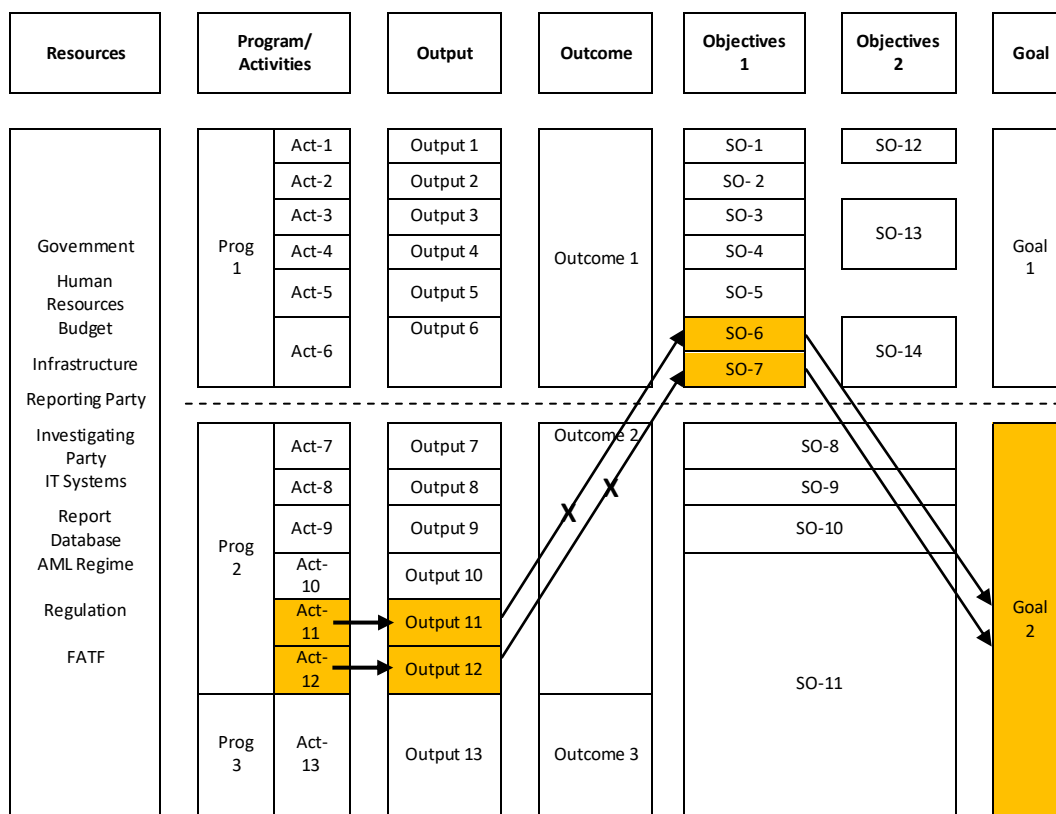 Resources
Program/
Activities
Output
Outcome
Objectives
1
Objectives
2
Goal
Government
Human
Resources
Budget
Infrastructure
Reporting Party
Investigating
Party
IT Systems
Report
Database
AML Regime
Regulation
FATF
Prog
1
Act-1
Act-2
Act-3
Act-4
Act-5
Act-6
Output 1
Output 2
Output 3
Output 4
Output 5
Output 6
Outcome 1
SO-1
SO- 2
SO-3
SO-4
SO-5
SO-6
SO-7
SO-12
SO-13
SO-14
Goal
1
Prog
2
Act-7
Act-8
Act-9
Act-
10
Act-
11
Act-
12
Output 7
Output 8
Output 9
Output 10
Output 11
Output 12
Outcome 2
X
X
SO-8
SO-9
SO-10
SO-11
Goal
2
Prog
3
Act-
13
Output 13
Outcome 3